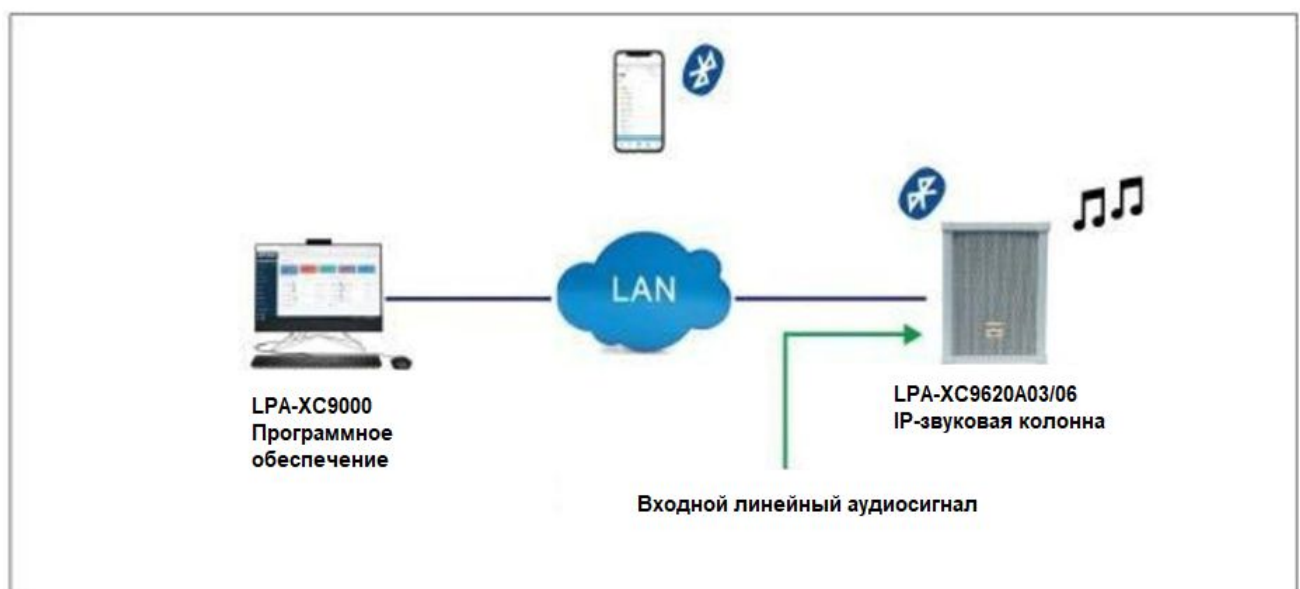 LAN
LPA-XC9000
Программное
обеспечение
LPA-XC9620A03/06
IP-звуковая колонна
Входной линейный аудиосигнал